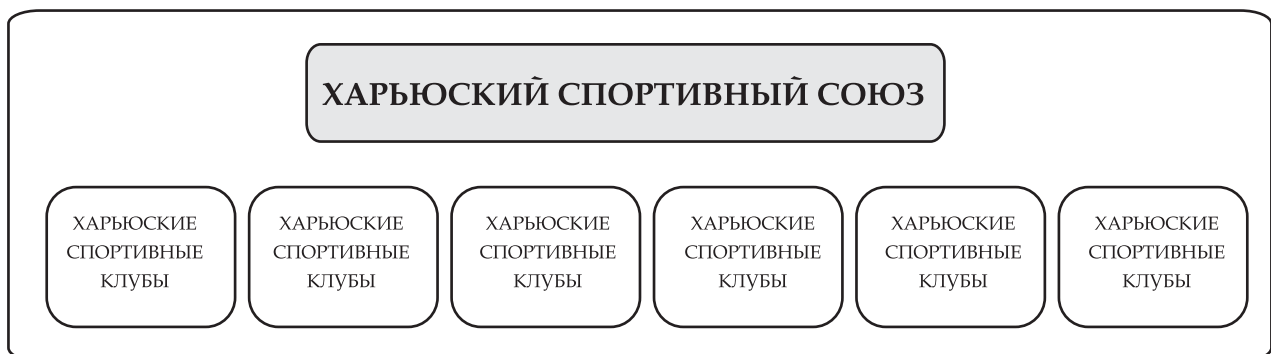 ХАРЬЮСКИЙ СПОРТИВНЫЙ СОЮЗ
ХАРЬЮСКИЕ
СПОРТИВНЫЕ
КЛУБЫ
ХАРЬЮСКИЕ
СПОРТИВНЫЕ
КЛУБЫ
ХАРЬЮСКИЕ
СПОРТИВНЫЕ
КЛУБЫ
ХАРЬЮСКИЕ
СПОРТИВНЫЕ
КЛУБЫ
ХАРЬЮСКИЕ
СПОРТИВНЫЕ
КЛУБЫ
ХАРЬЮСКИЕ
СПОРТИВНЫЕ
КЛУБЫ